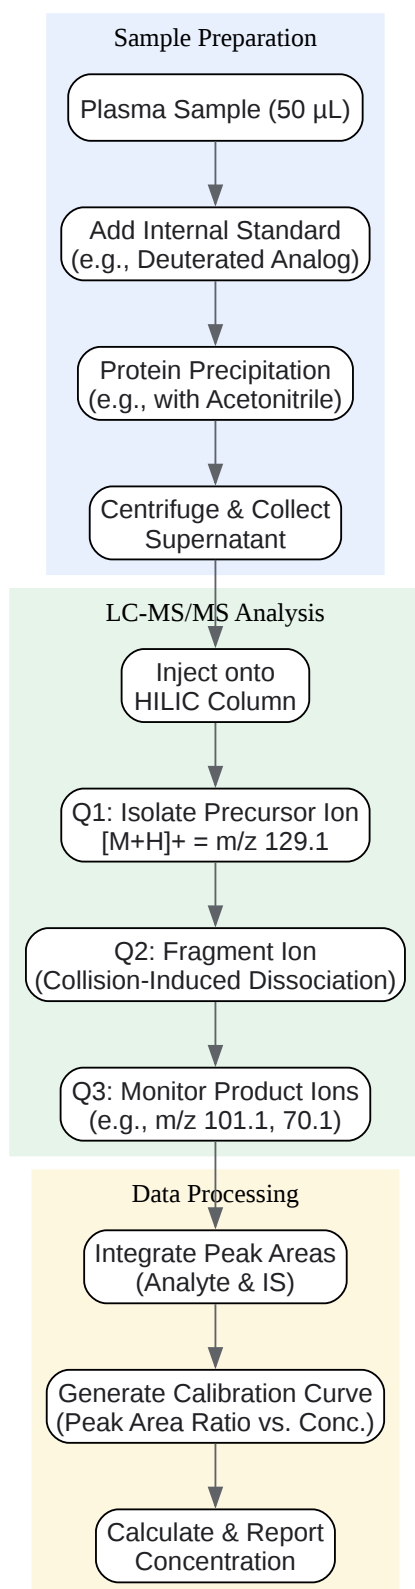 Sample Preparation
Plasma Sample (50 µL)
Add Internal Standard
(e.g., Deuterated Analog)
Protein Precipitation
(e.g., with Acetonitrile)
Centrifuge & Collect
Supernatant
LC-MS/MS Analysis
Inject onto
HILIC Column
Q1: Isolate Precursor Ion
[M+H]+ = m/z 129.1
Q2: Fragment Ion
(Collision-Induced Dissociation)
Q3: Monitor Product Ions
(e.g., m/z 101.1, 70.1)
Data Processing
Integrate Peak Areas
(Analyte & IS)
Generate Calibration Curve
(Peak Area Ratio vs. Conc.)
Calculate & Report
Concentration